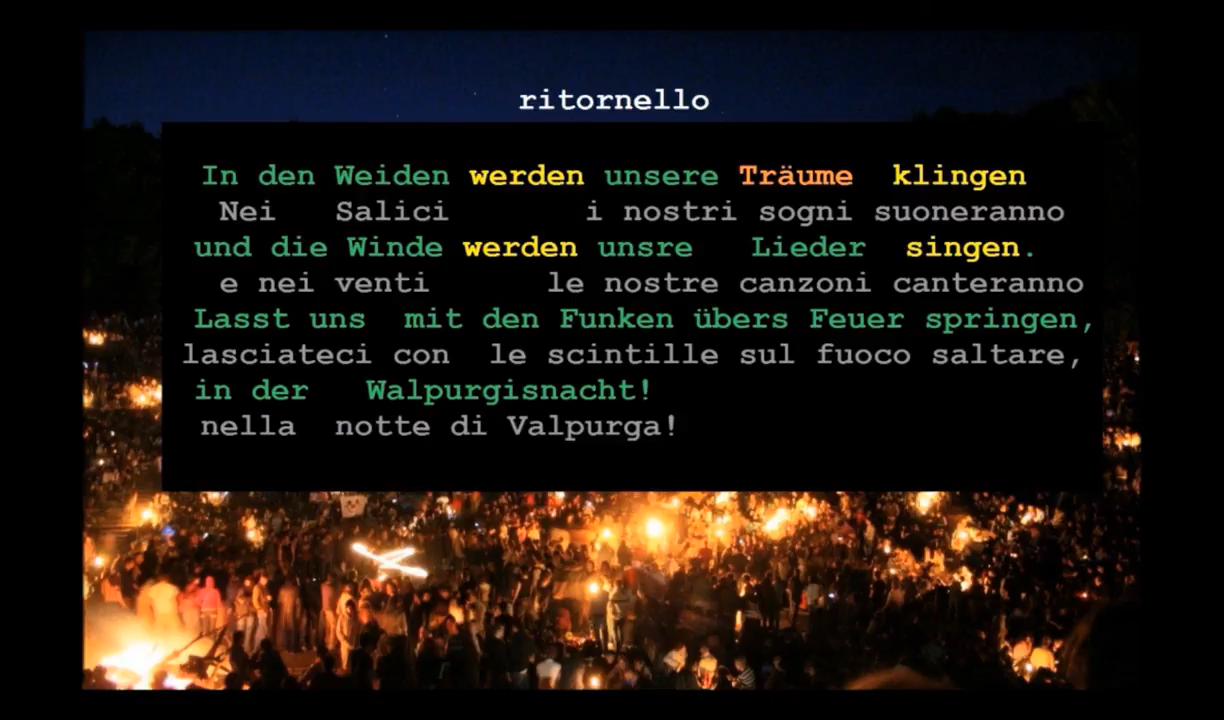 ritornello
In den Weiden werden unsere Träume klingen
Nei Salici i nostri sogni suoneranno
und die Winde werden unsre Lieder singen.
e nei venti le nostre canzoni canteranno
Lasst uns mit den Funken übers Feuer springen,
lasciateci con le scintille sul fuoco saltare,
in der Walpurgisnacht!
nella notte di Valpurga!